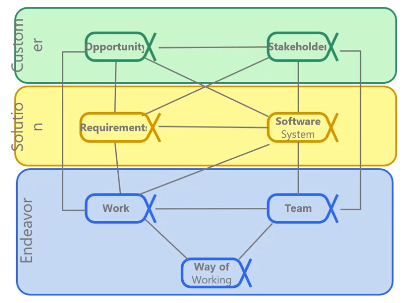 Custom
er
Opportunity
Stakeholder
Solutio
n
Requirements
Software
System
Endeavor
Work
Team
Way of
Working